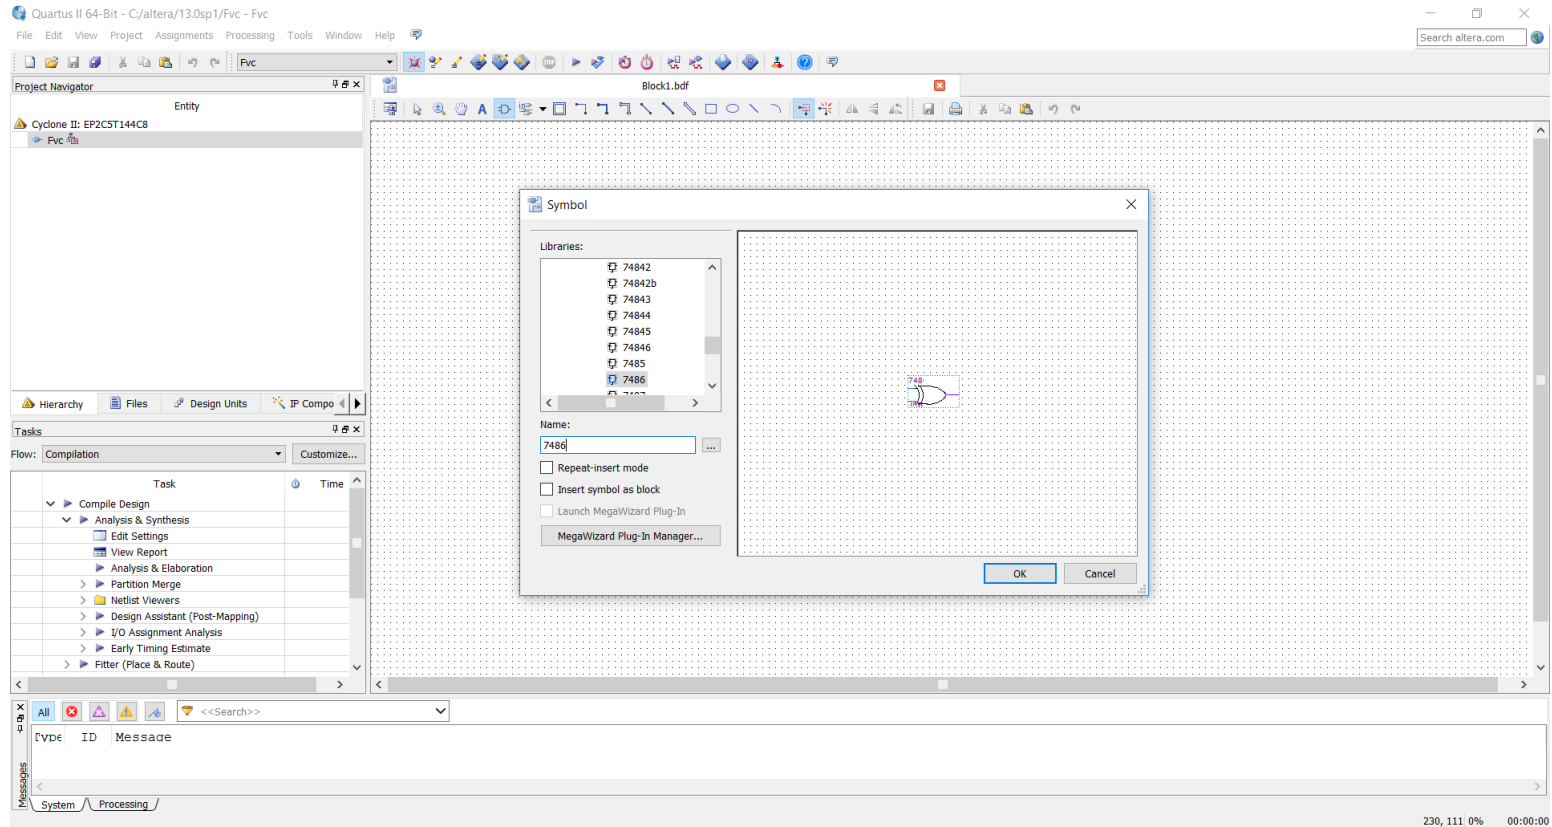 Quartus II 64-Bit - C:/altera/13.0sp1/Fvc - Fvc
File Edit View Project Assignments Processing Tools Window Help
Search altera.com
Fvc
Project Navigator
Block1.bdf
Entity
Cyclone II: EP2C5T144C8
Fvc
Symbol
Libraries:
74842
74842b
74843
74844
74845
74846
7485
7486
748
Name:
7486
...
Repeat-insert mode
Insert symbol as block
Launch MegaWizard Plug-In
MegaWizard Plug-In Manager...
OK Cancel
Hierarchy Files Design Units IP Compo
Tasks
Flow: Compilation Customize...
Task Time
Compile Design
Analysis & Synthesis
Edit Settings
View Report
Analysis & Elaboration
Partition Merge
Netlist Viewers
Design Assistant (Post-Mapping)
I/O Assignment Analysis
Early Timing Estimate
Fitter (Place & Route)
All <<Search>>
Type ID Message
Messages
System Processing
230, 111 0% 00:00:00